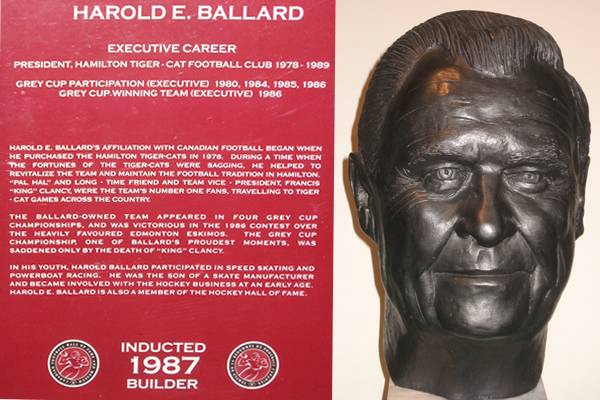 HAROLD E. BALLARD
EXECUTIVE CAREER
PRESIDENT, HAMILTON TIGER - CAT FOOTBALL CLUB 1978 - 1989
GREY CUP PARTICIPATION (EXECUTIVE) 1980, 1984, 1985, 1986
GREY CUP WINNING TEAM (EXECUTIVE) 1986
HAROLD E. BALLARD'S AFFILIATION WITH CANADIAN FOOTBALL BEGAN WHEN
HE PURCHASED THE HAMILTON TIGER-CATS IN 1978. DURING A TIME WHEN
THE FORTUNES OF THE TIGER-CATS WERE SAGGING, HE HELPED TO
REVITALIZE THE TEAM AND MAINTAIN THE FOOTBALL TRADITION IN HAMILTON.
"PAL HAL" AND LONG - TIME FRIEND AND TEAM VICE - PRESIDENT, FRANCIS
"KING" CLANCY, WERE THE TEAM'S NUMBER ONE FANS, TRAVELLING TO TIGER
- CAT GAMES ACROSS THE COUNTRY.
THE BALLARD-OWNED TEAM APPEARED IN FOUR GREY CUP
CHAMPIONSHIPS, AND WAS VICTORIOUS IN THE 1986 CONTEST OVER
THE HEAVILY FAVOURED EDMONTON ESKIMOS. THE GREY CUP
CHAMPIONSHIP, ONE OF BALLARD'S PROUDEST MOMENTS, WAS
SADDENED ONLY BY THE DEATH OF "KING" CLANCY.
IN HIS YOUTH, HAROLD BALLARD PARTICIPATED IN SPEED SKATING AND
POWERBOAT RACING. HE WAS THE SON OF A SKATE MANUFACTURER
AND BECAME INVOLVED WITH THE HOCKEY BUSINESS AT AN EARLY AGE.
HAROLD E. BALLARD IS ALSO A MEMBER OF THE HOCKEY HALL OF FAME.
INDUCTED
1987
BUILDER